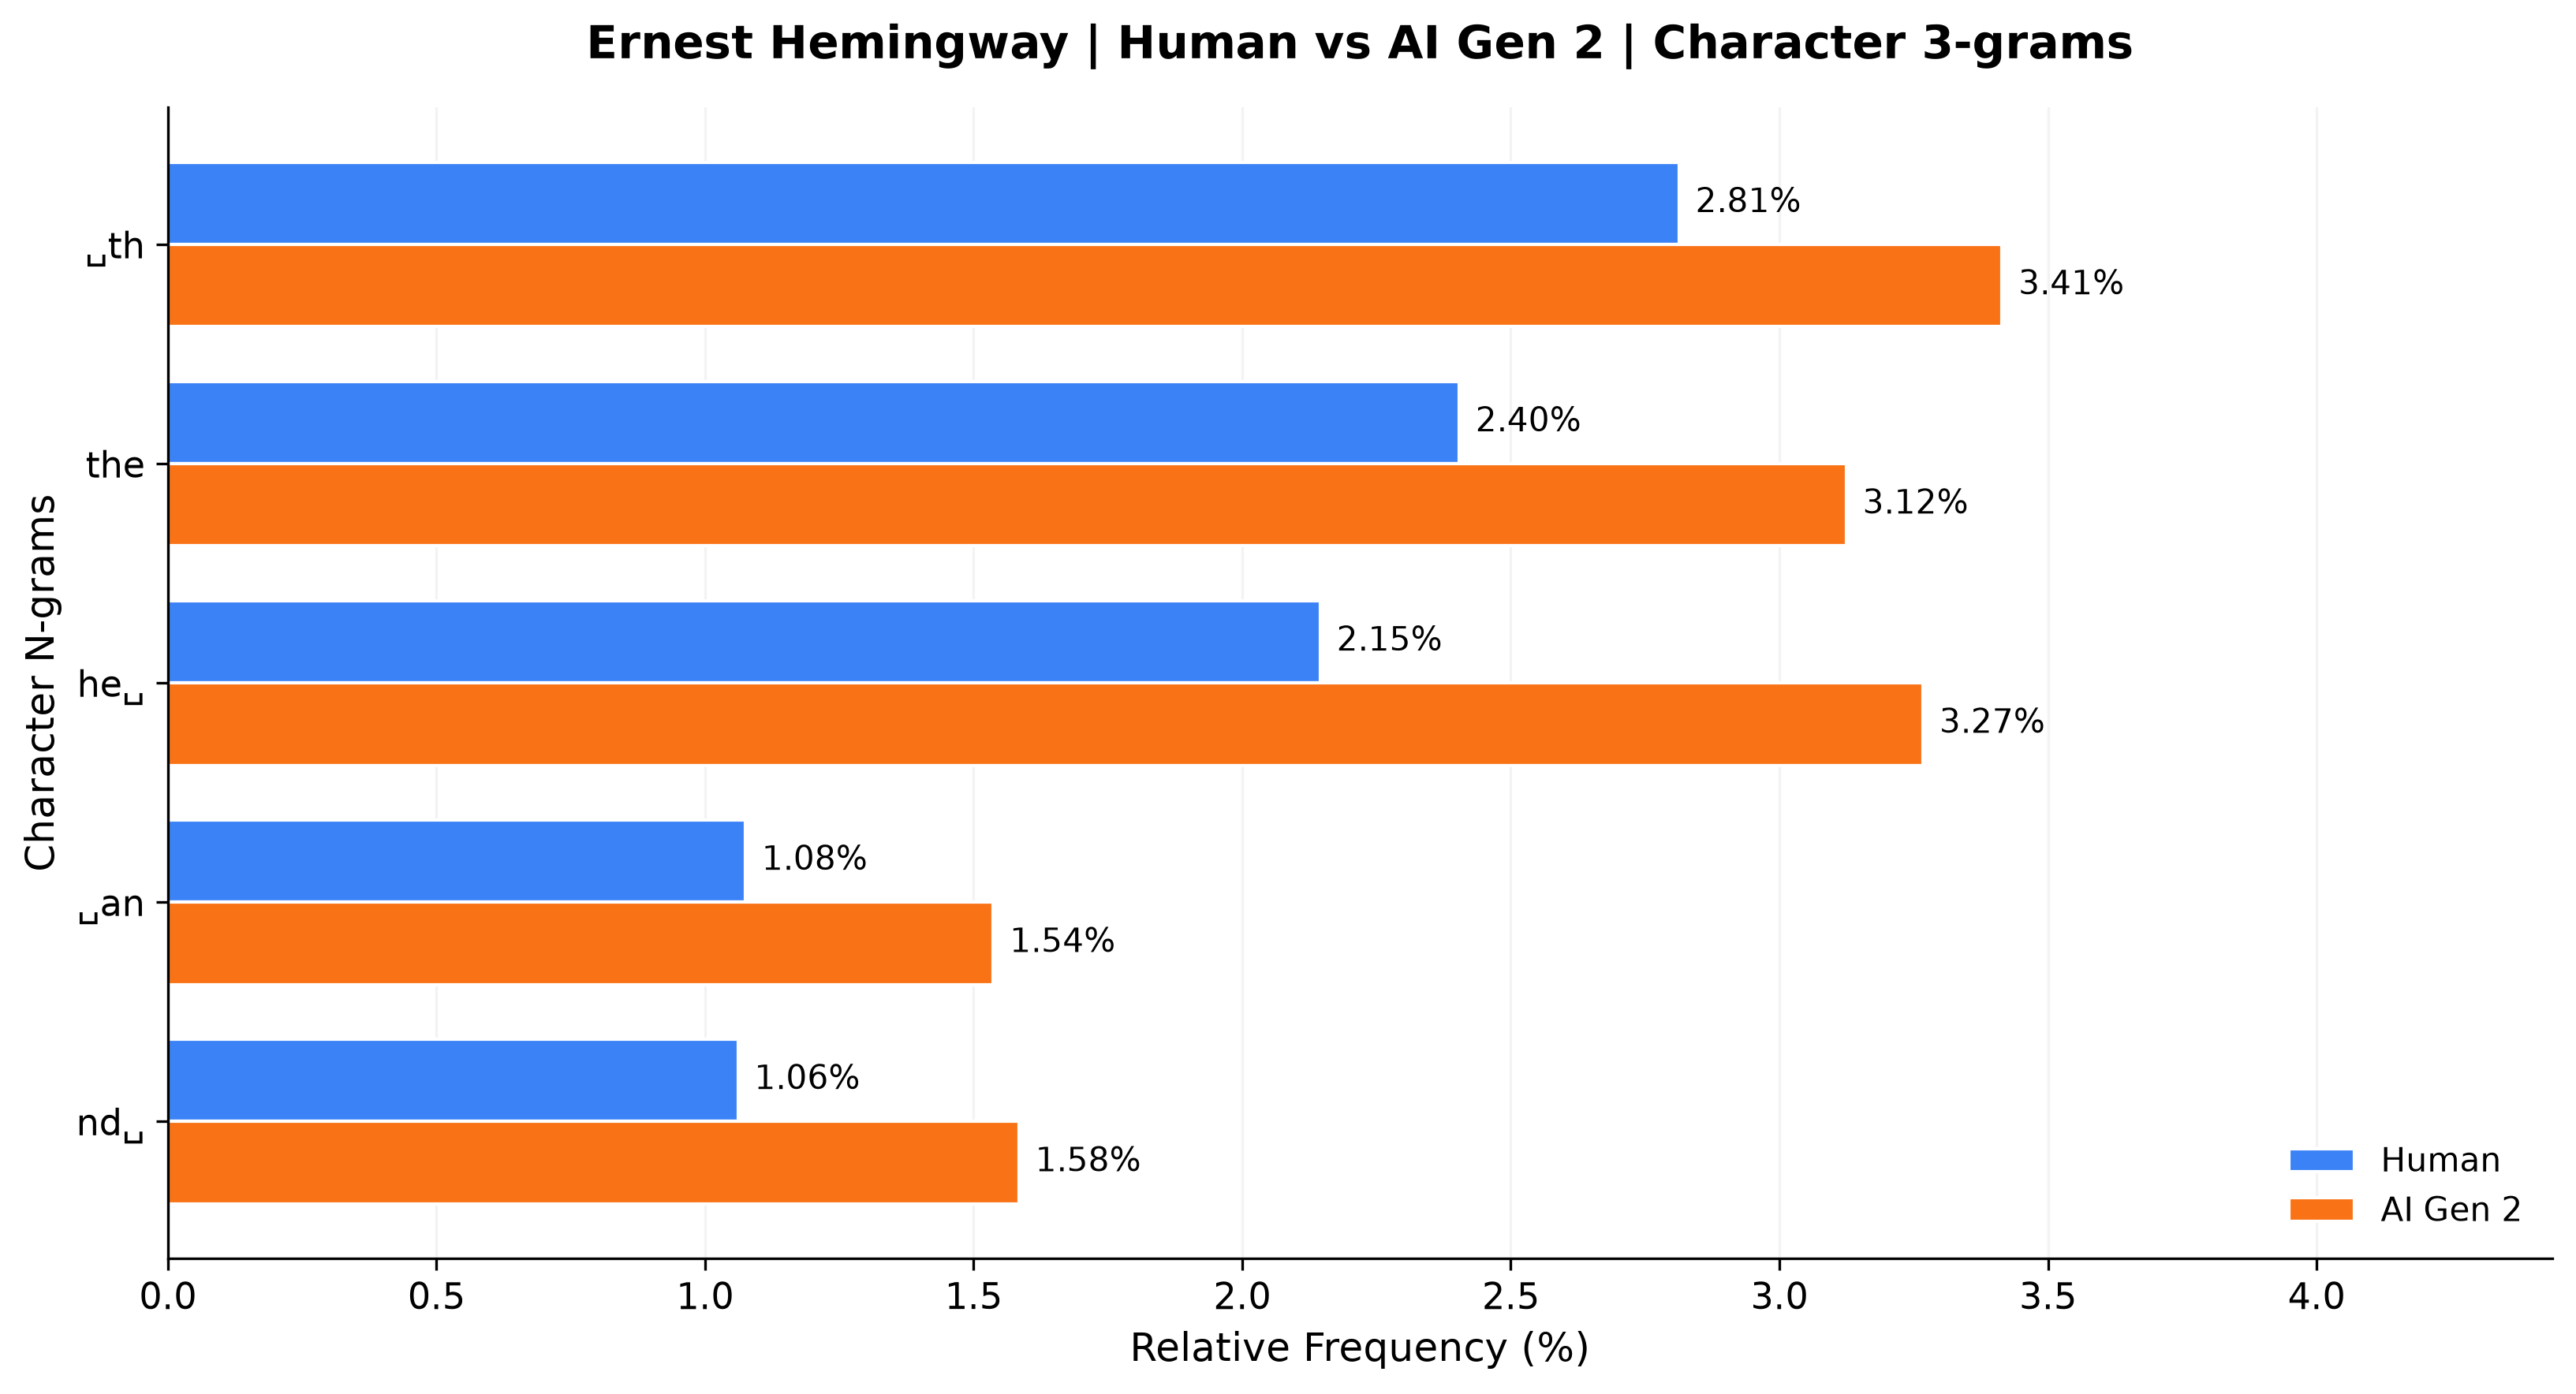 Ernest Hemingway | Human vs AI Gen 2 | Character 3-grams
Character N-grams
␣th
2.81%
3.41%
the
2.40%
3.12%
he␣
2.15%
3.27%
␣an
1.08%
1.54%
nd␣
1.06%
1.58%
Human
AI Gen 2
0.0 0.5 1.0 1.5 2.0 2.5 3.0 3.5 4.0
Relative Frequency (%)